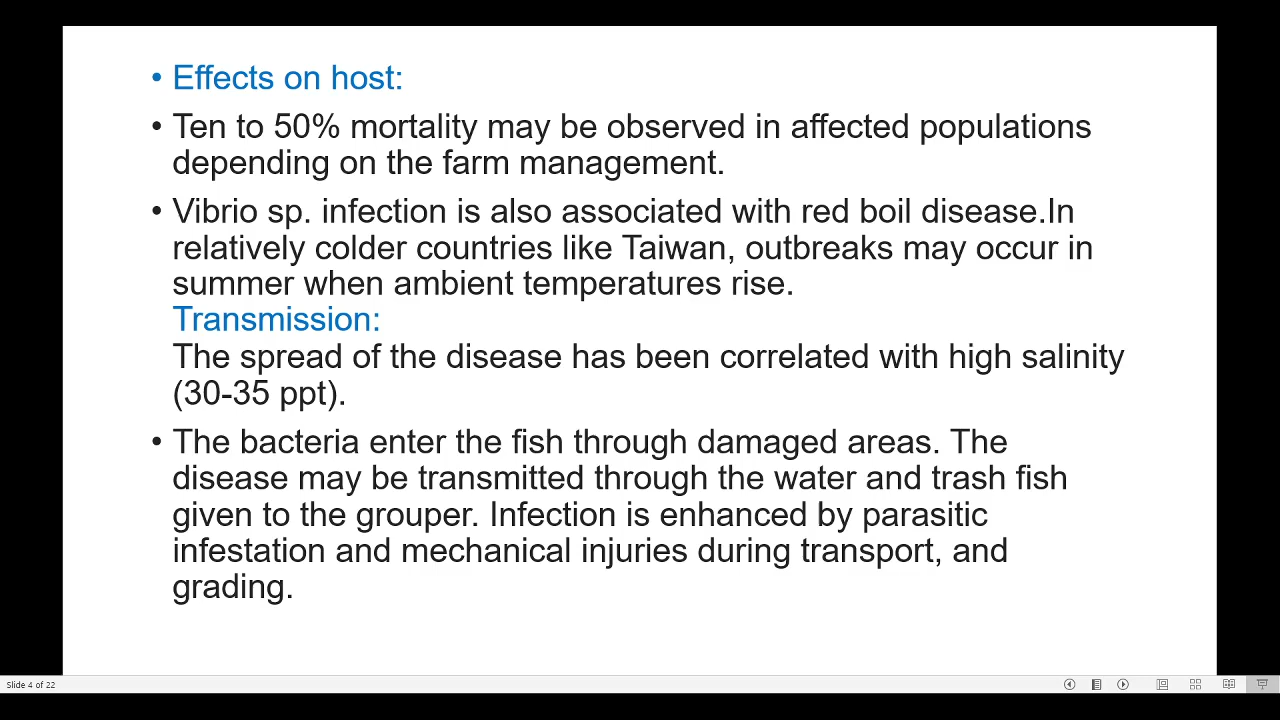 • Effects on host:
• Ten to 50% mortality may be observed in affected populations
depending on the farm management.
• Vibrio sp. infection is also associated with red boil disease.In
relatively colder countries like Taiwan, outbreaks may occur in
summer when ambient temperatures rise.
Transmission:
The spread of the disease has been correlated with high salinity
(30-35 ppt).
• The bacteria enter the fish through damaged areas. The
disease may be transmitted through the water and trash fish
given to the grouper. Infection is enhanced by parasitic
infestation and mechanical injuries during transport, and
grading.
Slide 4 of 22